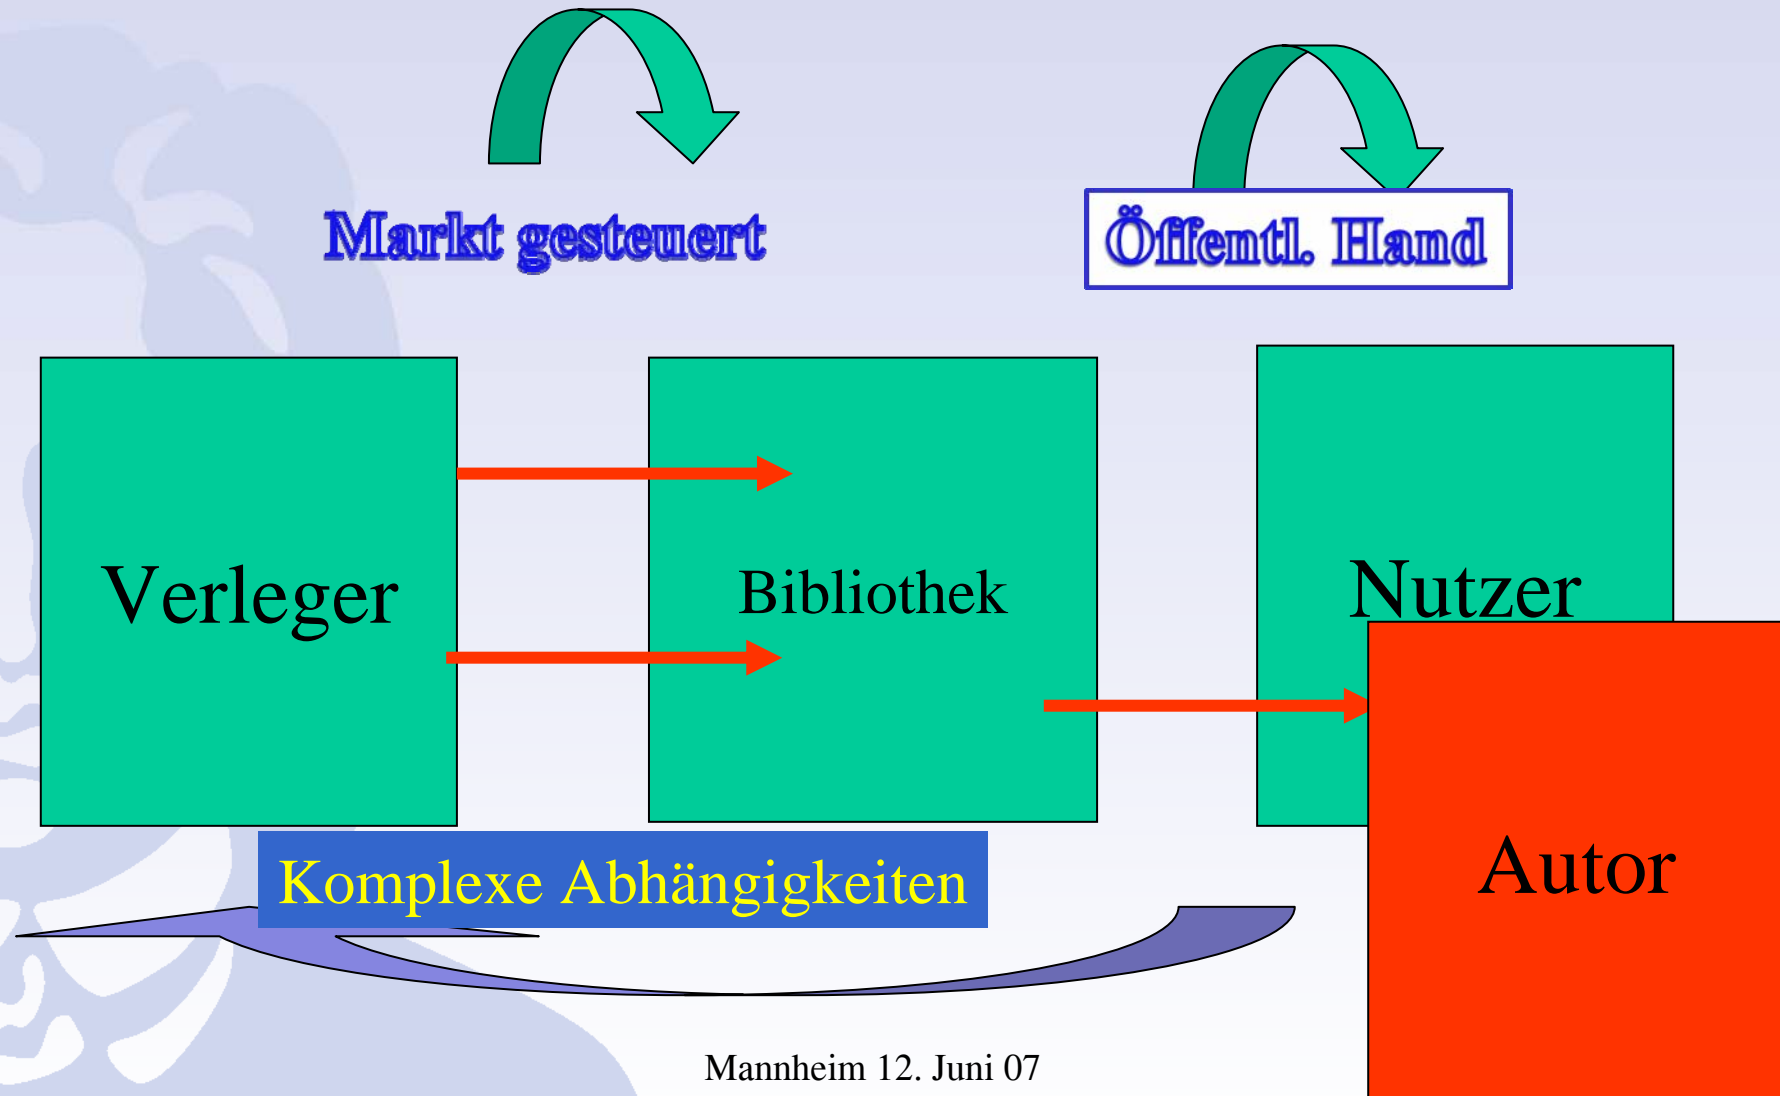 Markt gesteuert
Öffentl. Hand
Verleger
Bibliothek
Nutzer
Autor
Komplexe Abhängigkeiten
Mannheim 12. Juni 07